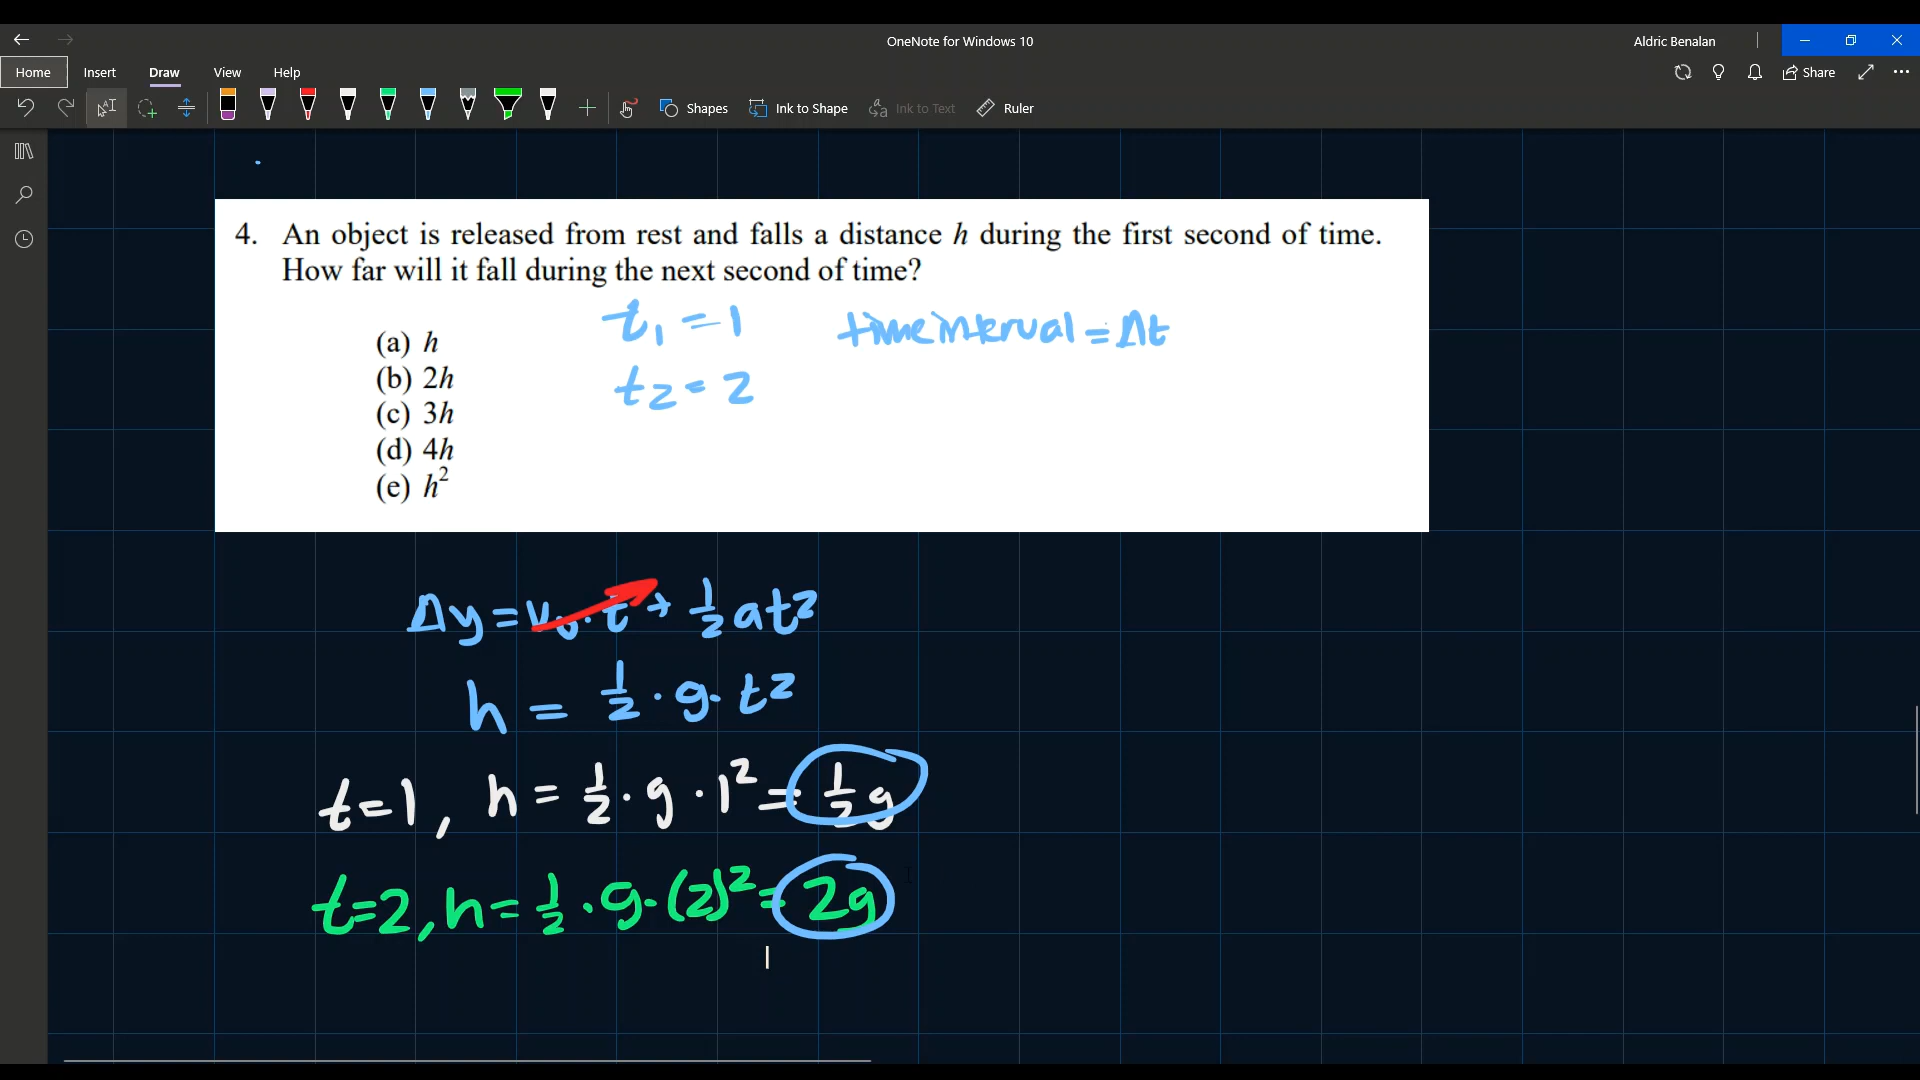 OneNote for Windows 10
Aldric Benalan
Home Insert Draw View Help
Share
Shapes Ink to Shape Ink to Text Ruler
4. An object is released from rest and falls a distance h during the first second of time.
How far will it fall during the next second of time?
t₁ = 1 time interval = Δt
(a) h
t₂ = 2
(b) 2h
(c) 3h
(d) 4h
(e) h²
Δy = v₀ · t + ½ at²
h = ½ · g · t²
t=1, h = ½ · g · 1² = ½g
t=2, h = ½ · g · (2)² = 2g